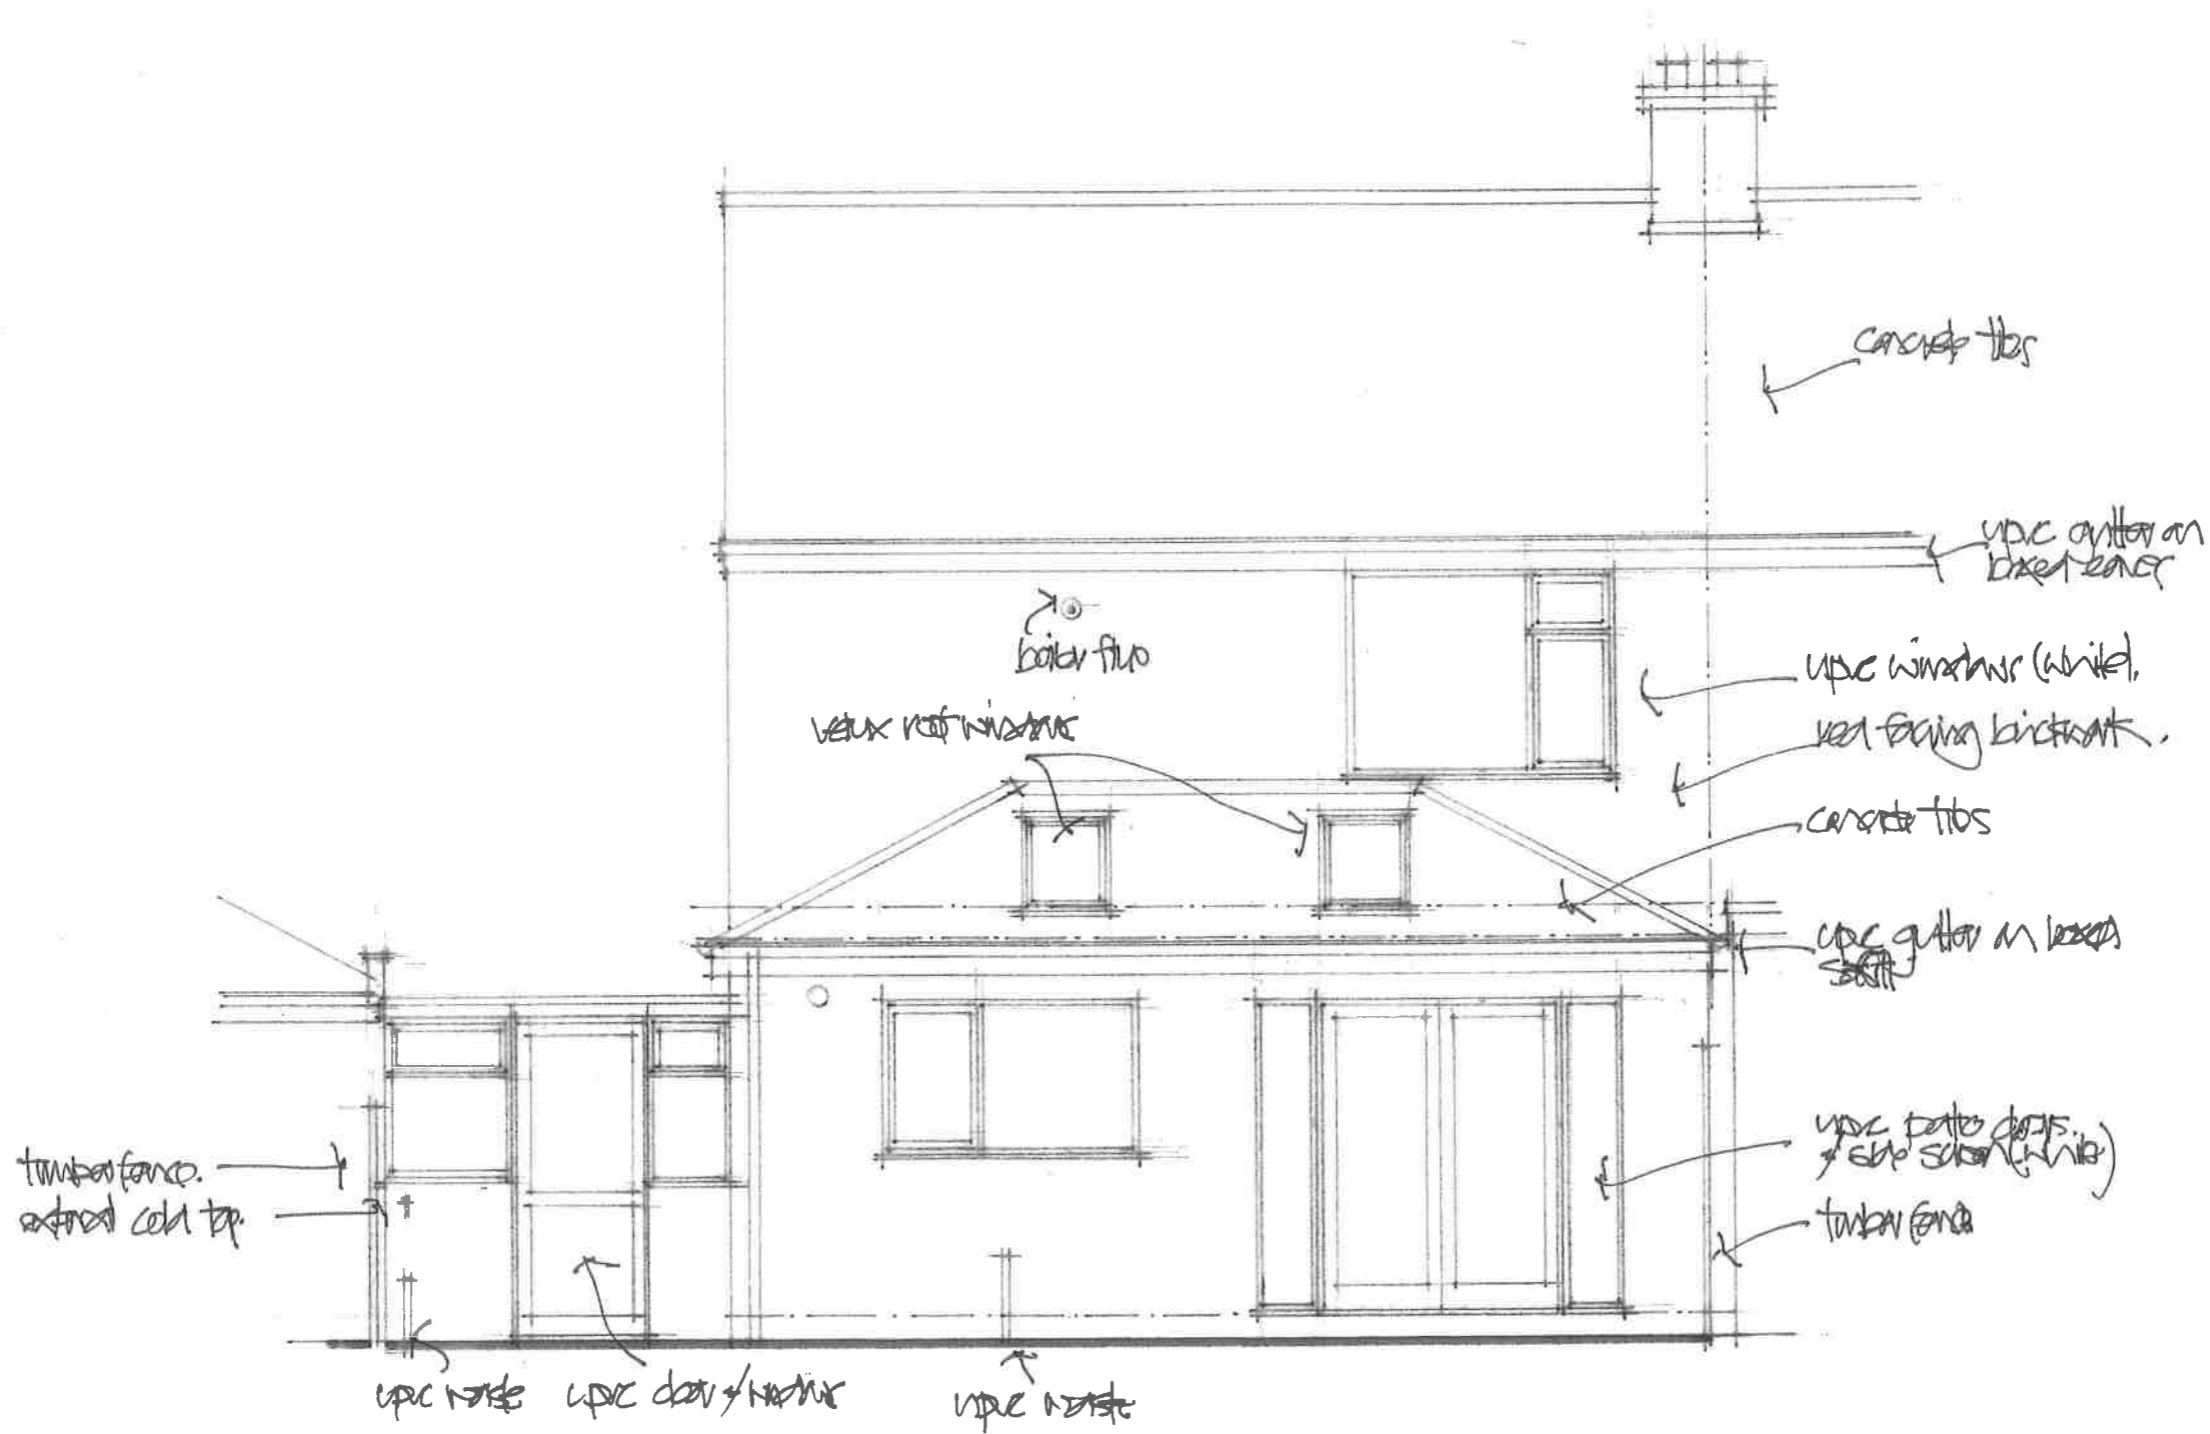 concrete tiles
upvc gutter on
boxed eaves
boiler flue
upvc windows (white).
velux roof windows
red facing brickwork.
concrete tiles
upvc gutter on boxed
soffit
upvc patio doors.
+ side screen (white)
timber fence.
external cold tap.
timber fence
upvc waste
upvc door + windows
upvc waste